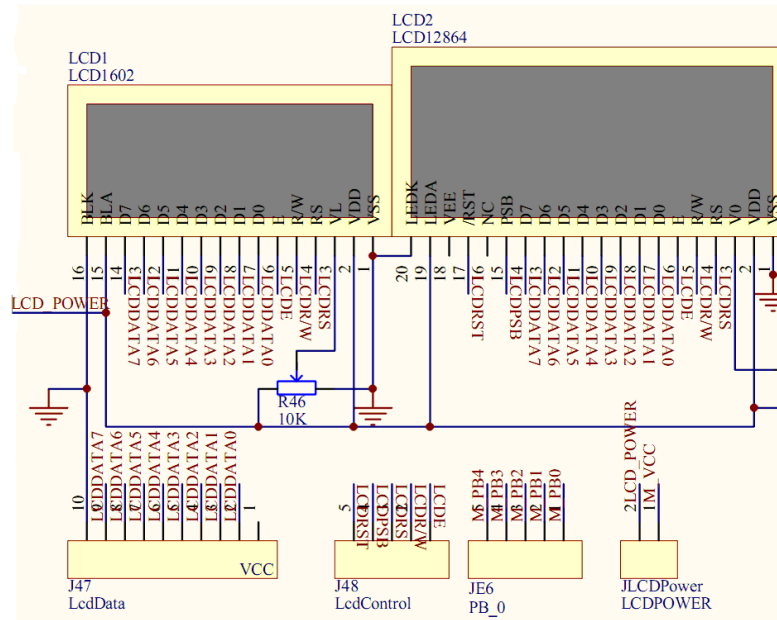 LCD2
LCD12864
LCD1
LCD1602
BLK
BLA
D7
D6
D5
D4
D3
D2
D1
D0
E
R/W
RS
VL
VDD
VSS
LEDK
LEDA
VEE
/RST
NC
PSB
D7
D6
D5
D4
D3
D2
D1
D0
E
R/W
RS
V0
VDD
VSS
16
15
14
13
12
11
10
9
8
7
6
5
4
3
2
1
20
19
18
17
16
15
14
13
12
11
10
9
8
7
6
5
4
3
2
1
LCDDATA7
LCDDATA6
LCDDATA5
LCDDATA4
LCDDATA3
LCDDATA2
LCDDATA1
LCDDATA0
LCDE
LCDR/W
LCDRS
LCDRST
LCDPSB
LCDDATA7
LCDDATA6
LCDDATA5
LCDDATA4
LCDDATA3
LCDDATA2
LCDDATA1
LCDDATA0
LCDE
LCDR/W
LCDRS
LCD_POWER
R46
10K
10
LCDDATA7
LCDDATA6
LCDDATA5
LCDDATA4
LCDDATA3
LCDDATA2
LCDDATA1
LCDDATA0
1
5
LCDRST
LCDPSB
LCDRS
LCDR/W
LCDE
M_PB4
M_PB3
M_PB2
M_PB1
M_PB0
2
LCD_POWER
1
M_VCC
VCC
J47
LcdData
J48
LcdControl
JE6
PB_0
JLCDPower
LCDPOWER